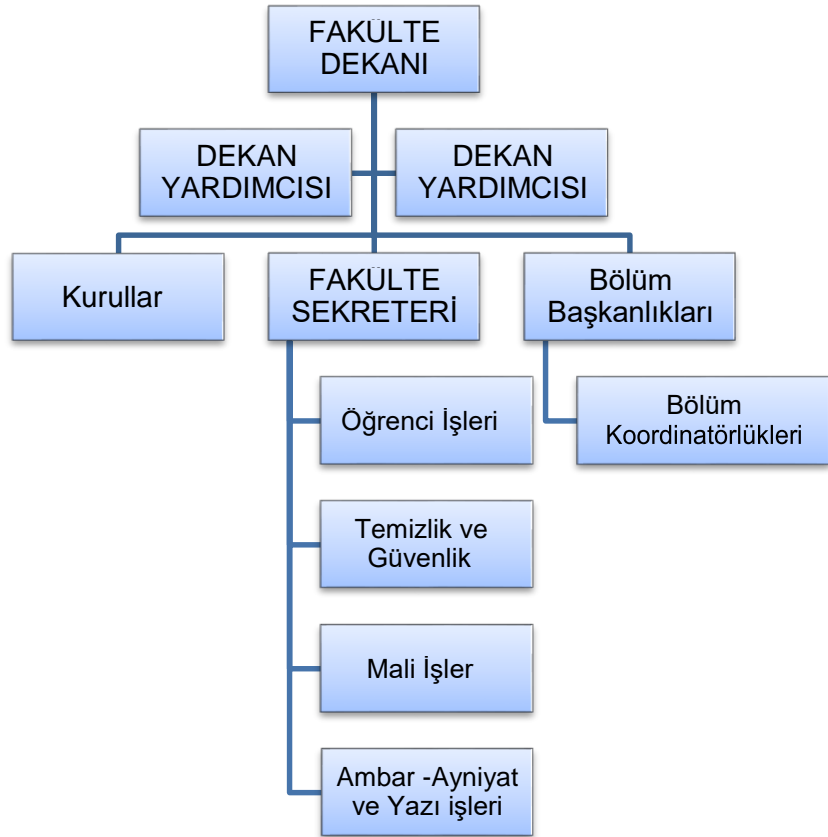 FAKÜLTE
DEKANI
DEKAN
YARDIMCISI
DEKAN
YARDIMCISI
Kurullar
FAKÜLTE
SEKRETERİ
Bölüm
Başkanlıkları
Öğrenci İşleri
Bölüm
Koordinatörlükleri
Temizlik ve
Güvenlik
Mali İşler
Ambar -Ayniyat
ve Yazı işleri